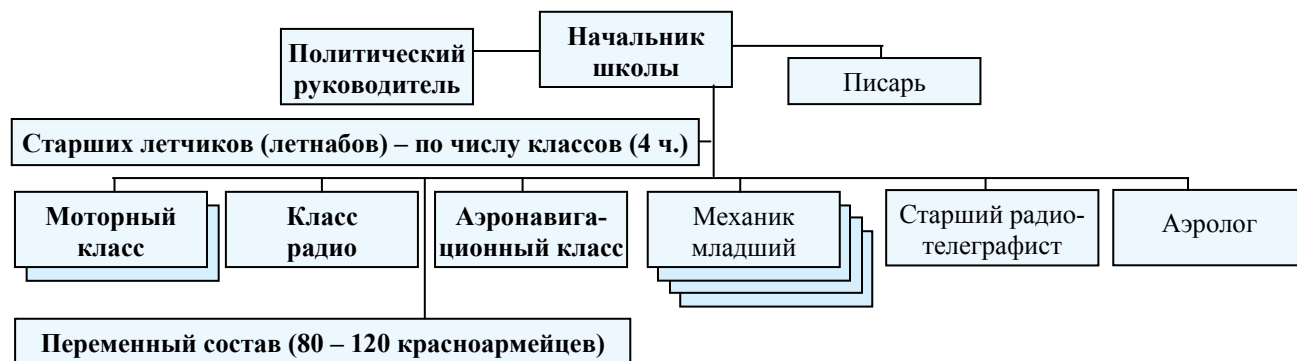 Политический
руководитель
Начальник
школы
Писарь
Старших летчиков (летнабов) – по числу классов (4 ч.)
Моторный
класс
Класс
радио
Аэронавига-
ционный класс
Механик
младший
Старший радио-
телеграфист
Аэролог
Переменный состав (80 – 120 красноармейцев)